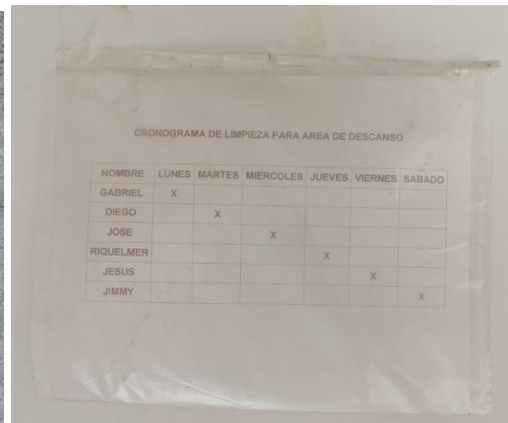 CRONOGRAMA DE LIMPIEZA PARA AREA DE DESCANSO
NOMBRE LUNES MARTES MIERCOLES JUEVES VIERNES SABADO
GABRIEL X
DIEGO X
JOSE X
RIQUELMER X
JESUS X
JIMMY X